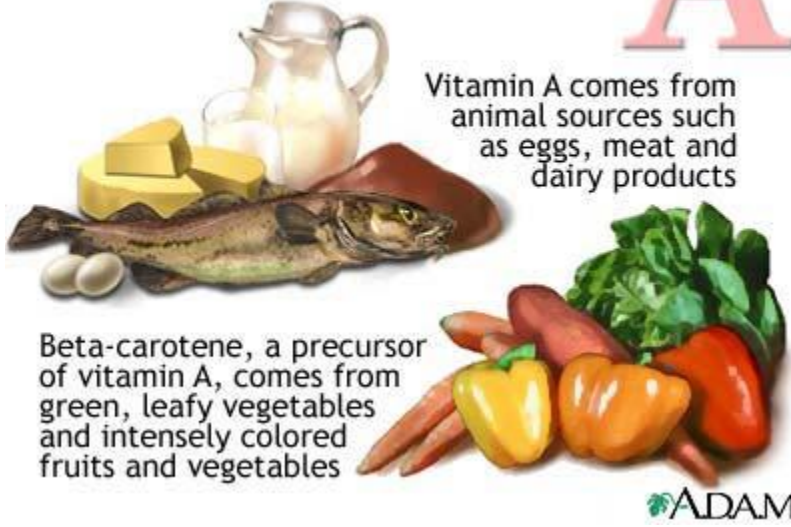 A
Vitamin A comes from
animal sources such
as eggs, meat and
dairy products
Beta-carotene, a precursor
of vitamin A, comes from
green, leafy vegetables
and intensely colored
fruits and vegetables
A.D.A.M